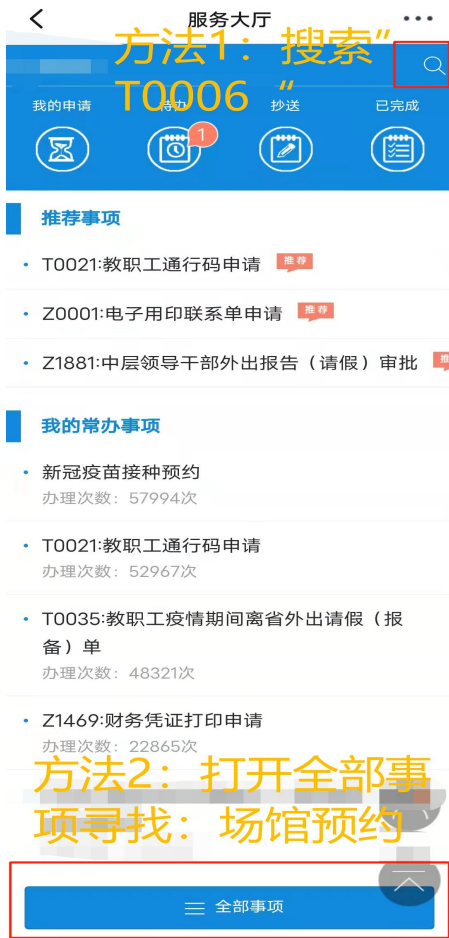 服务大厅
方法1：搜索”
T0006 “
我的申请 待办 抄送 已完成
1
推荐事项
T0021:教职工通行码申请 推荐
Z0001:电子用印联系单申请 推荐
Z1881:中层领导干部外出报告（请假）审批
我的常办事项
新冠疫苗接种预约
办理次数：57994次
T0021:教职工通行码申请
办理次数：52967次
T0035:教职工疫情期间离省外出请假（报
备）单
办理次数：48321次
Z1469:财务凭证打印申请
办理次数：22865次
方法2：打开全部事
项寻找：场馆预约
全部事项